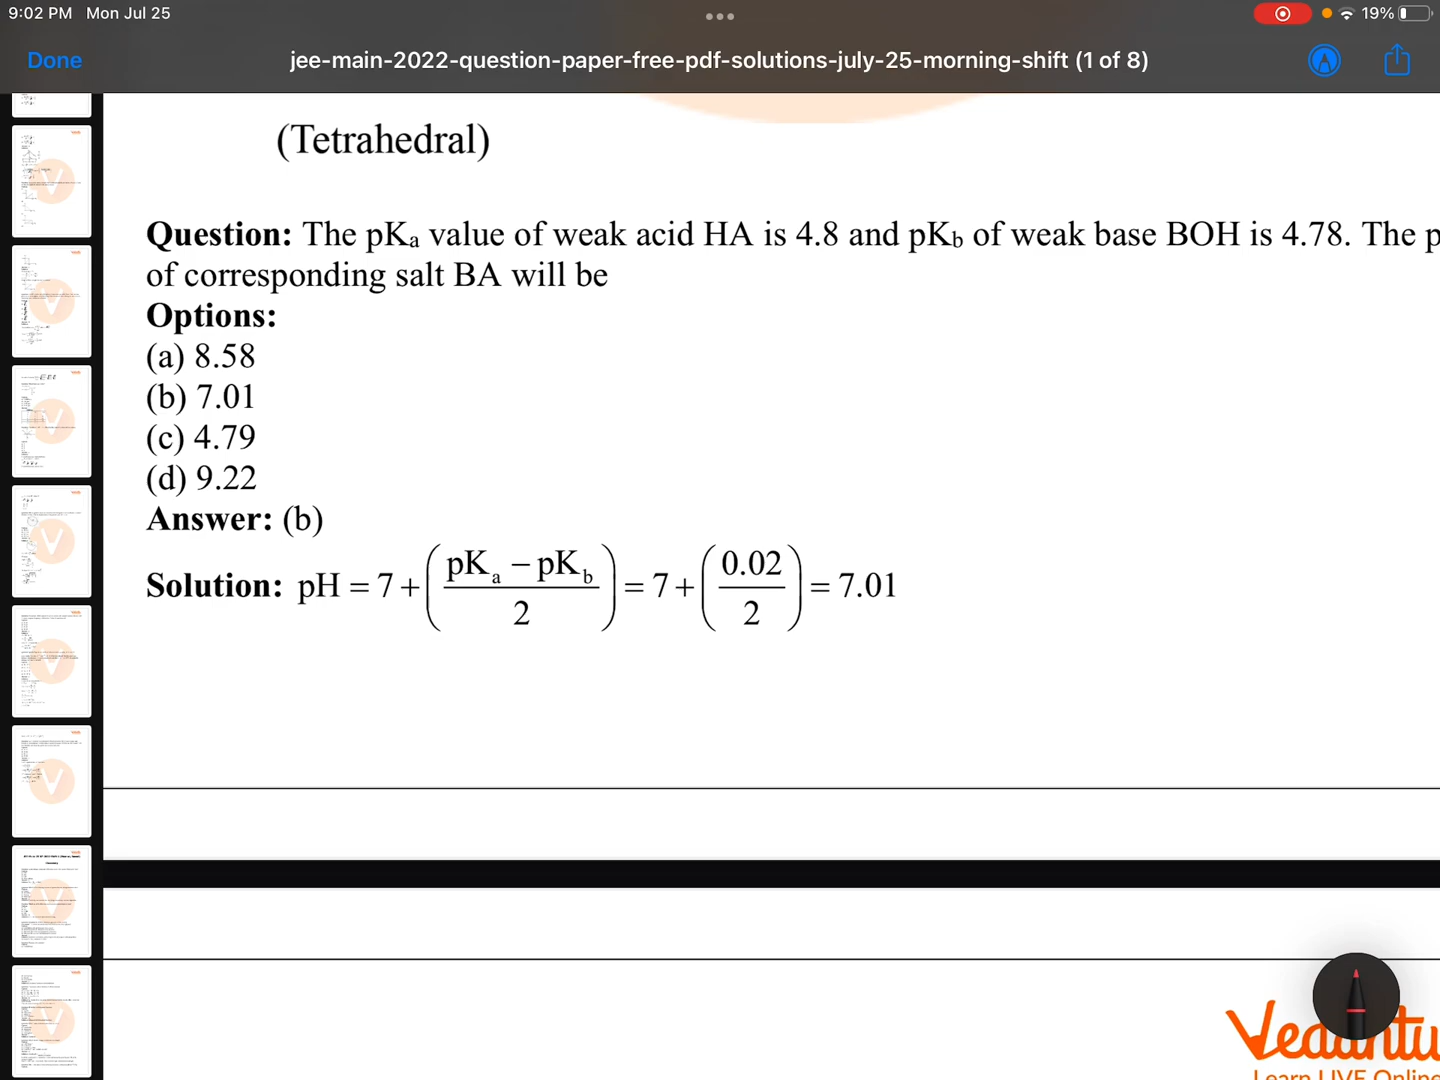 9:02 PM Mon Jul 25
19%
Done
jee-main-2022-question-paper-free-pdf-solutions-july-25-morning-shift (1 of 8)
(Tetrahedral)
Question: The pKa value of weak acid HA is 4.8 and pKb of weak base BOH is 4.78. The p
of corresponding salt BA will be
Options:
(a) 8.58
(b) 7.01
(c) 4.79
(d) 9.22
Answer: (b)
Solution: pH = 7 + ( (pKa − pKb) / 2 ) = 7 + ( 0.02 / 2 ) = 7.01